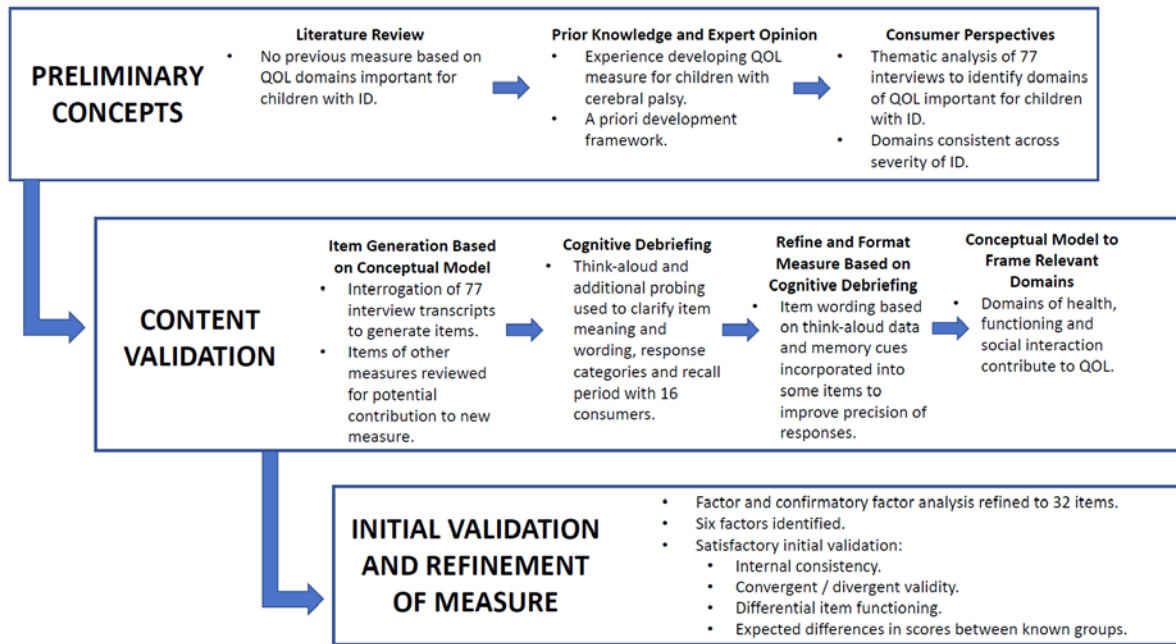 PRELIMINARY
CONCEPTS
Literature Review
• No previous measure based on
QOL domains important for
children with ID.
Prior Knowledge and Expert Opinion
• Experience developing QOL
measure for children with
cerebral palsy.
• A priori development
framework.
Consumer Perspectives
• Thematic analysis of 77
interviews to identify domains
of QOL important for children
with ID.
• Domains consistent across
severity of ID.
CONTENT
VALIDATION
Item Generation Based
on Conceptual Model
• Interrogation of 77
interview transcripts
to generate items.
• Items of other
measures reviewed
for potential
contribution to new
measure.
Cognitive Debriefing
• Think-aloud and
additional probing
used to clarify item
meaning and
wording, response
categories and recall
period with 16
consumers.
Refine and Format
Measure Based on
Cognitive Debriefing
• Item wording based
on think-aloud data
and memory cues
incorporated into
some items to
improve precision of
responses.
Conceptual Model to
Frame Relevant
Domains
• Domains of health,
functioning and
social interaction
contribute to QOL.
INITIAL VALIDATION
AND REFINEMENT
OF MEASURE
• Factor and confirmatory factor analysis refined to 32 items.
• Six factors identified.
• Satisfactory initial validation:
• Internal consistency.
• Convergent / divergent validity.
• Differential item functioning.
• Expected differences in scores between known groups.